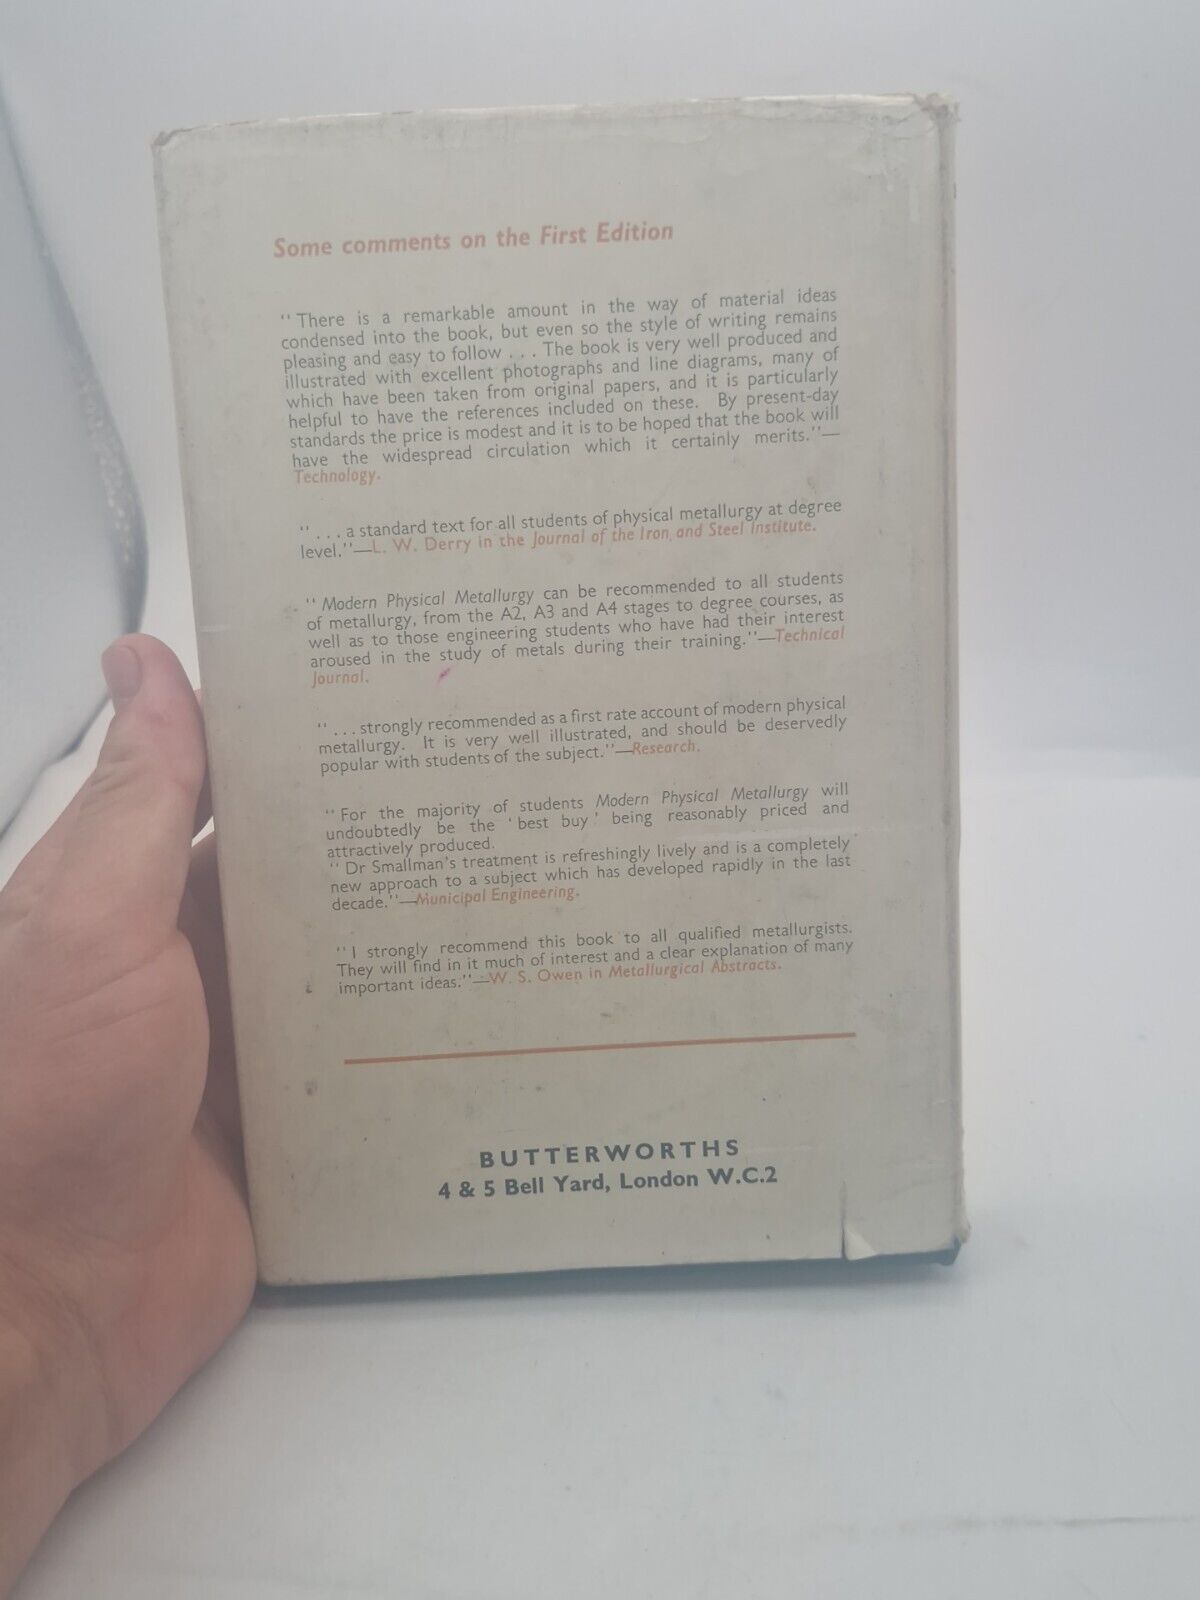 Some comments on the First Edition
“There is a remarkable amount in the way of material ideas
condensed into the book, but even so the style of writing remains
pleasing and easy to follow . . . The book is very well produced and
illustrated with excellent photographs and line diagrams, many of
which have been taken from original papers, and it is particularly
helpful to have the references included on these. By present-day
standards the price is modest and it is to be hoped that the book will
have the widespread circulation which it certainly merits.”—
Technology.
“. . . a standard text for all students of physical metallurgy at degree
level.”—L. W. Derry in the Journal of the Iron and Steel Institute.
“Modern Physical Metallurgy can be recommended to all students
of metallurgy, from the A2, A3 and A4 stages to degree courses, as
well as to those engineering students who have had their interest
aroused in the study of metals during their training.”—Technical
Journal.
“. . . strongly recommended as a first rate account of modern physical
metallurgy. It is very well illustrated, and should be deservedly
popular with students of the subject.”—Research.
“For the majority of students Modern Physical Metallurgy will
undoubtedly be the ‘best buy’ being reasonably priced and
attractively produced.
“Dr Smallman’s treatment is refreshingly lively and is a completely
new approach to a subject which has developed rapidly in the last
decade.”—Municipal Engineering.
“I strongly recommend this book to all qualified metallurgists.
They will find in it much of interest and a clear explanation of many
important ideas.”—W. S. Owen in Metallurgical Abstracts.
BUTTERWORTHS
4 & 5 Bell Yard, London W.C.2